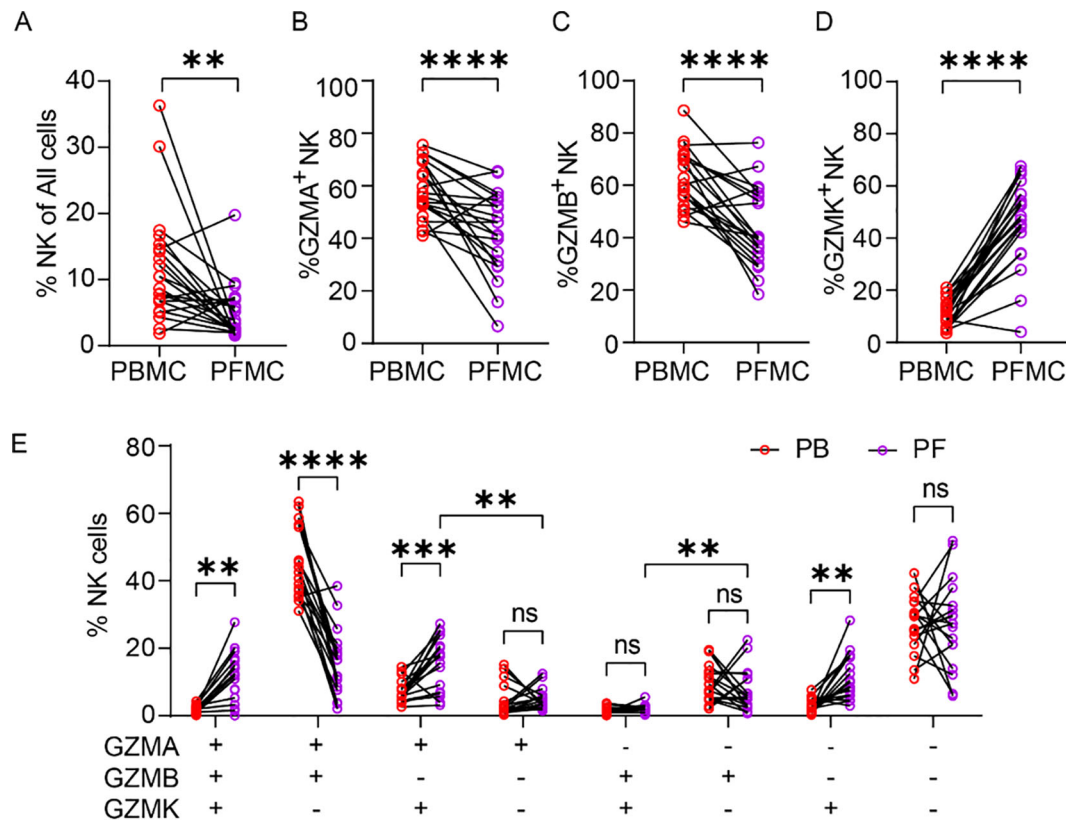 A B C D
** **** **** ****
40 100 100 100
80 80 80
30
60 60 60
20
40 40 40
10
20 20 20
0 0 0 0
% NK of All cells
%GZMA+NK
%GZMB+NK
%GZMK+NK
PBMC PFMC PBMC PFMC PBMC PFMC PBMC PFMC
E
80 PB PF
60
40
20
0
% NK cells
**** ** ns
** *** ** ns **
ns ns
GZMA + + + + - - - -
GZMB + + - - + + - -
GZMK + - + - + - + -